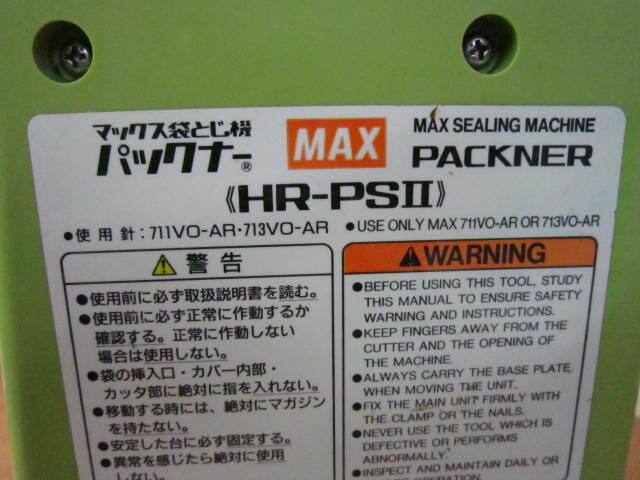 マックス袋とじ機
パックナー®
MAX
MAX SEALING MACHINE
PACKNER
《HR-PSⅡ》
●使用針:711VO-AR・713VO-AR
●USE ONLY MAX 711VO-AR OR 713VO-AR
警告
●使用前に必ず取扱説明書を読む。
●使用前に必ず正常に作動するか
確認する。正常に作動しない
場合は使用しない。
●袋の挿入口・カバー内部・
カッタ部に絶対に指を入れない。
●移動する時には、絶対にマガジン
を持たない。
●安定した台に必ず固定する。
●異常を感じたら絶対に使用
しない。
WARNING
●BEFORE USING THIS TOOL, STUDY
THIS MANUAL TO ENSURE SAFETY
WARNING AND INSTRUCTIONS.
●KEEP FINGERS AWAY FROM THE
CUTTER AND THE OPENING OF
THE MACHINE.
●ALWAYS CARRY THE BASE PLATE,
WHEN MOVING THE UNIT.
●FIX THE MAIN UNIT FIRMLY WITH
THE CLAMP OR THE NAILS.
●NEVER USE THE TOOL WHICH IS
DEFECTIVE OR PERFORMS
ABNORMALLY.
●INSPECT AND MAINTAIN DAILY OR
OPERATION.